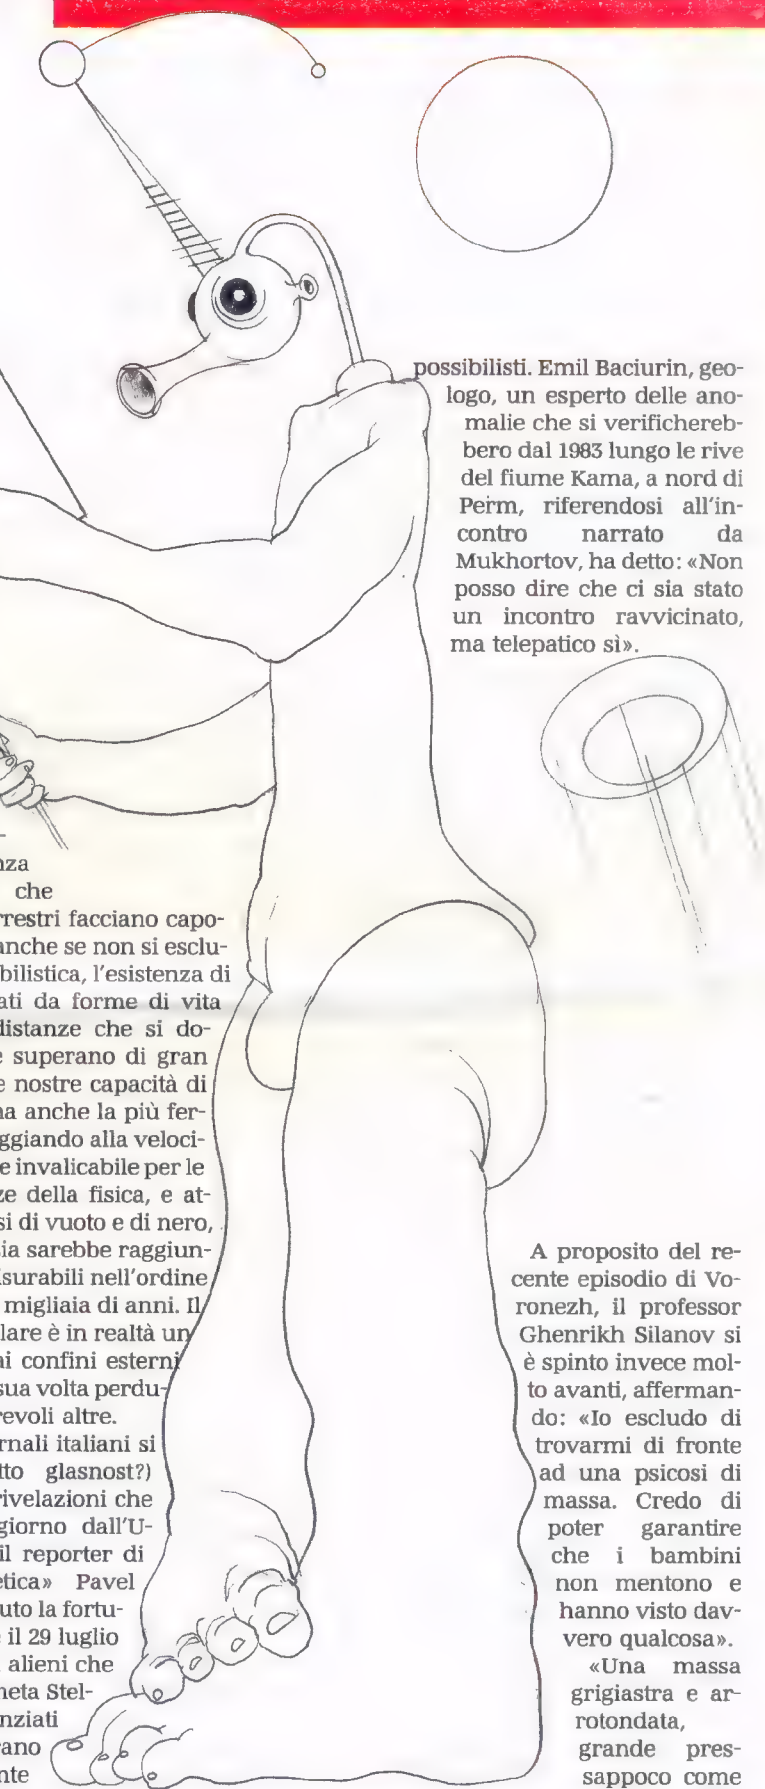 nza
che
rrestri facciano capo-
anche se non si esclu-
bilistica, l'esistenza di
ati da forme di vita
distanze che si do-
e superano di gran
e nostre capacità di
na anche la più fer-
ggiando alla veloci-
e invalicabile per le
ze della fisica, e at-
si di vuoto e di nero,
sia sarebbe raggiun-
isurabili nell'ordine
migliaia di anni. Il
lare è in realtà un
ai confini esterni
sua volta perdu-
revoli altre.
rnali italiani si
tto glasnost?)
rivelazioni che
giorno dall'U-
il reporter di
etica» Pavel
uto la fortu-
e il 29 luglio
alieni che
neta Stel-
nziati
rano
nte
possibilisti. Emil Baciurin, geo-
logo, un esperto delle ano-
malie che si verifichereb-
bero dal 1983 lungo le rive
del fiume Kama, a nord di
Perm, riferendosi all'in-
contro narrato da
Mukhortov, ha detto: «Non
posso dire che ci sia stato
un incontro ravvicinato,
ma telepatico sì».
A proposito del re-
cente episodio di Vo-
ronezh, il professor
Ghenrikh Silanov si
è spinto invece mol-
to avanti, afferman-
do: «Io escludo di
trovarmi di fronte
ad una psicosi di
massa. Credo di
poter garantire
che i bambini
non mentono e
hanno visto dav-
vero qualcosa».
«Una massa
grigiastra e ar-
rotondata,
grande pres-
sappoco come